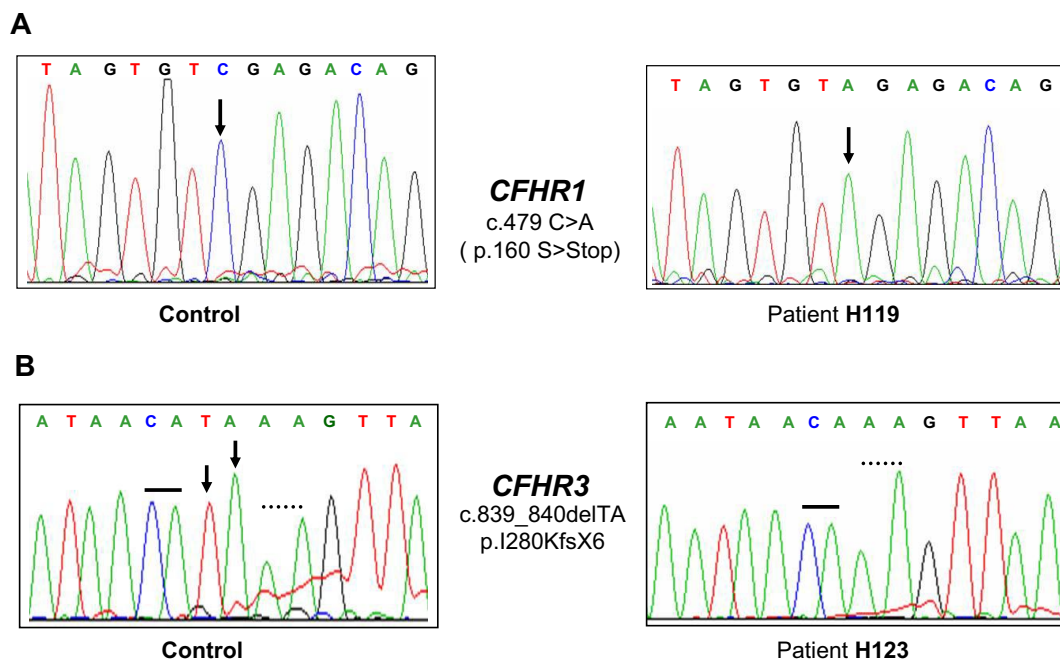 A
T A G T G T C G A G A C A G
T A G T G T A G A G A C A G
CFHR1
c.479 C>A
( p.160 S>Stop)
Control
Patient H119
B
A T A A C A T A A A G T T A
A A T A A C A A A G T T A A
CFHR3
c.839_840delTA
p.I280KfsX6
Control
Patient H123